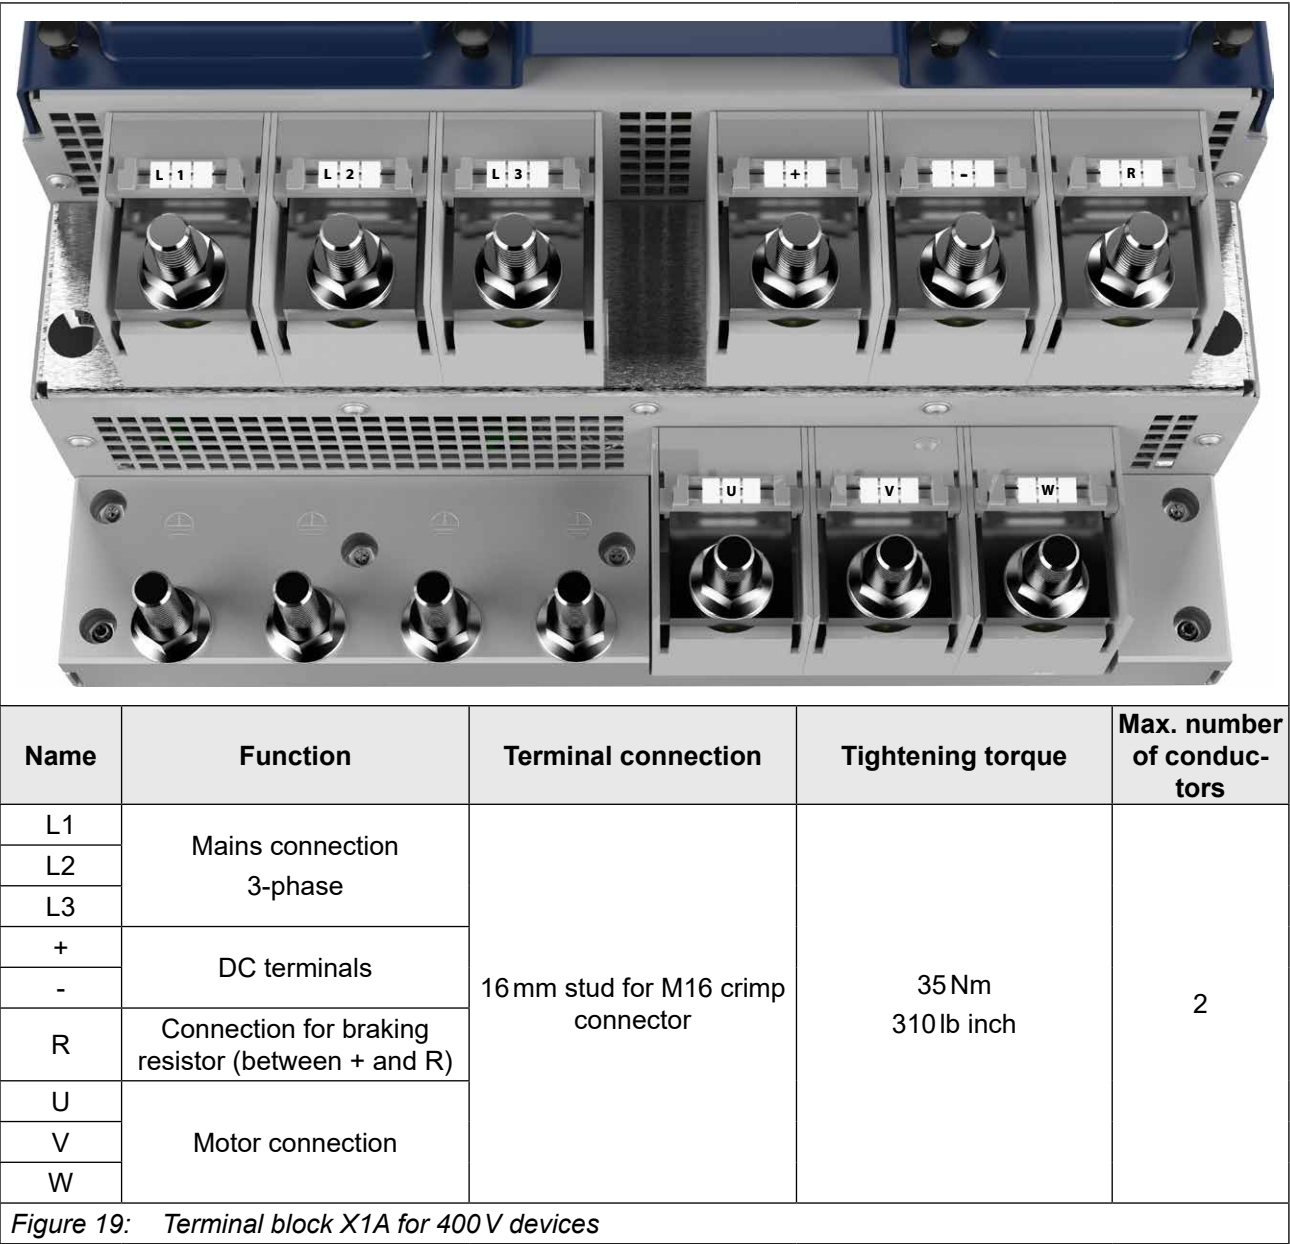 L 1
L 2
L 3
+
-
R
U
V
W
Name
Function
Terminal connection
Tightening torque
Max. number
of conduc-
tors
L1
L2
L3
Mains connection
3-phase
+
-
DC terminals
R
Connection for braking
resistor (between + and R)
U
V
W
Motor connection
16 mm stud for M16 crimp
connector
35 Nm
310 lb inch
2
Figure 19: Terminal block X1A for 400 V devices